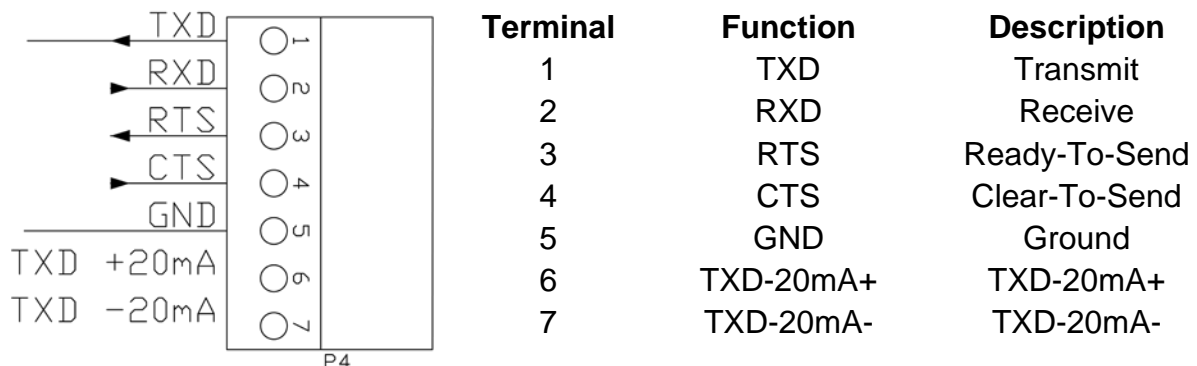 TXD
RXD
RTS
CTS
GND
TXD +20mA
TXD -20mA
1
2
3
4
5
6
7
P4
Terminal Function Description
1 TXD Transmit
2 RXD Receive
3 RTS Ready-To-Send
4 CTS Clear-To-Send
5 GND Ground
6 TXD-20mA+ TXD-20mA+
7 TXD-20mA- TXD-20mA-